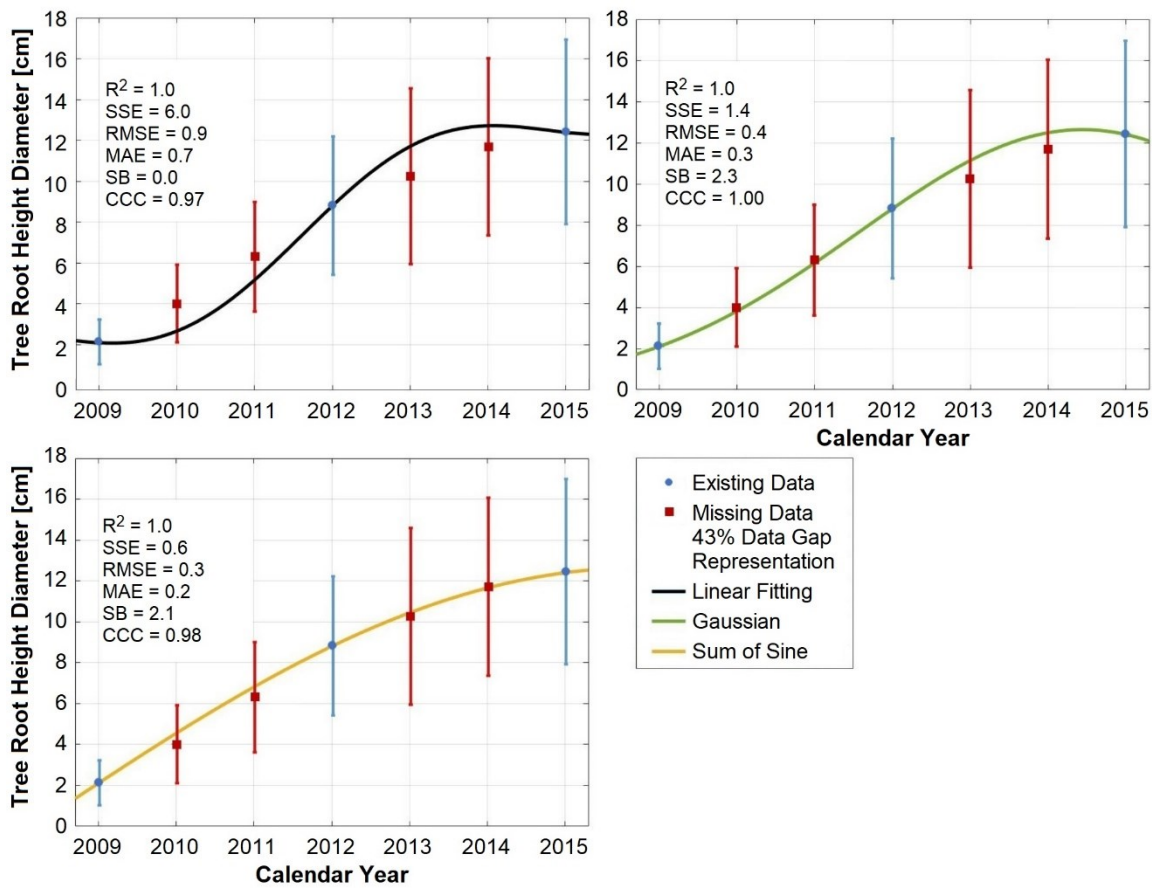 Tree Root Height Diameter [cm]
18
16
14
12
10
8
6
4
2
0
R² = 1.0
SSE = 6.0
RMSE = 0.9
MAE = 0.7
SB = 0.0
CCC = 0.97
2009 2010 2011 2012 2013 2014 2015
18
16
14
12
10
8
6
4
2
0
R² = 1.0
SSE = 1.4
RMSE = 0.4
MAE = 0.3
SB = 2.3
CCC = 1.00
2009 2010 2011 2012 2013 2014 2015
Calendar Year
Tree Root Height Diameter [cm]
18
16
14
12
10
8
6
4
2
0
R² = 1.0
SSE = 0.6
RMSE = 0.3
MAE = 0.2
SB = 2.1
CCC = 0.98
2009 2010 2011 2012 2013 2014 2015
Calendar Year
Existing Data
Missing Data
43% Data Gap
Representation
Linear Fitting
Gaussian
Sum of Sine